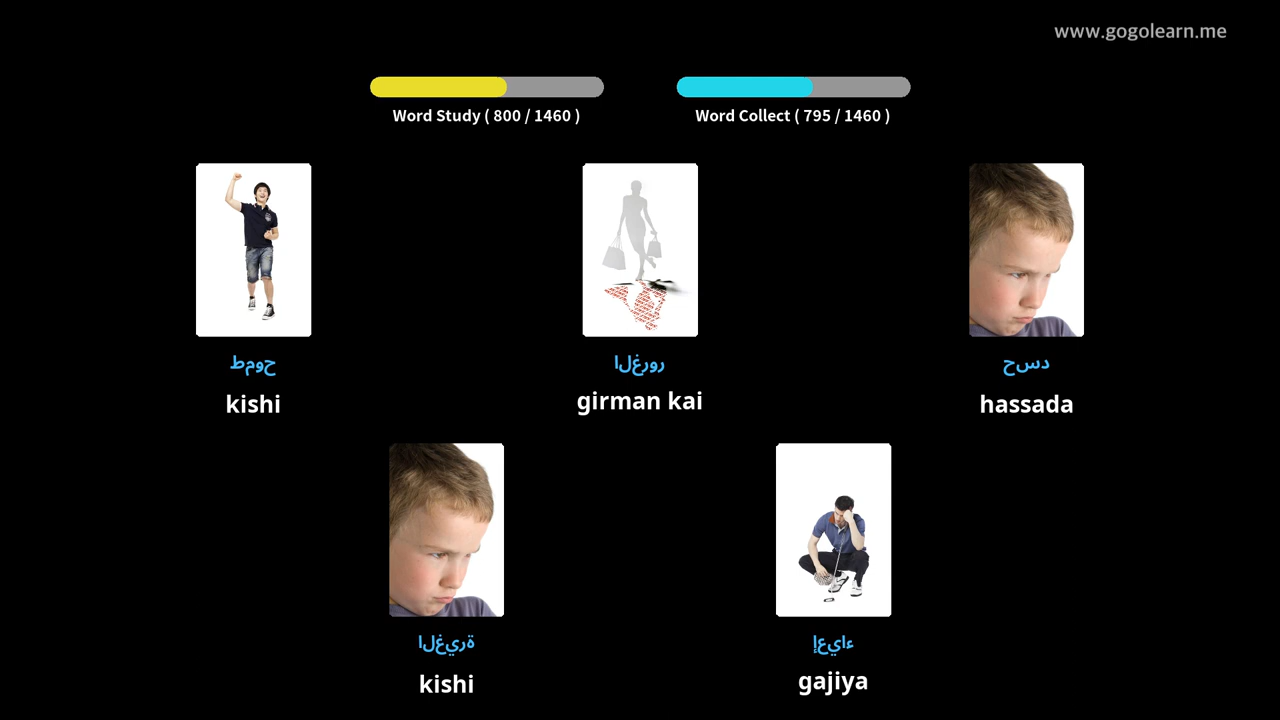 www.gogolearn.me
Word Study ( 800 / 1460 )
Word Collect ( 795 / 1460 )
طموح
kishi
الغرور
girman kai
حسد
hassada
الغيرة
kishi
إعياء
gajiya